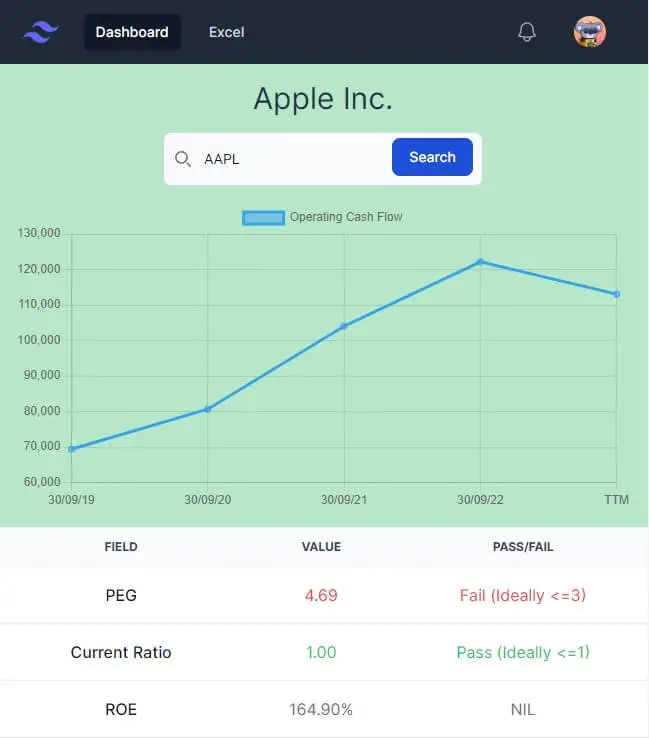 Dashboard Excel
Apple Inc.
AAPL Search
Operating Cash Flow
130,000
120,000
110,000
100,000
90,000
80,000
70,000
60,000
30/09/19 30/09/20 30/09/21 30/09/22 TTM
FIELD VALUE PASS/FAIL
PEG 4.69 Fail (Ideally <=3)
Current Ratio 1.00 Pass (Ideally <=1)
ROE 164.90% NIL